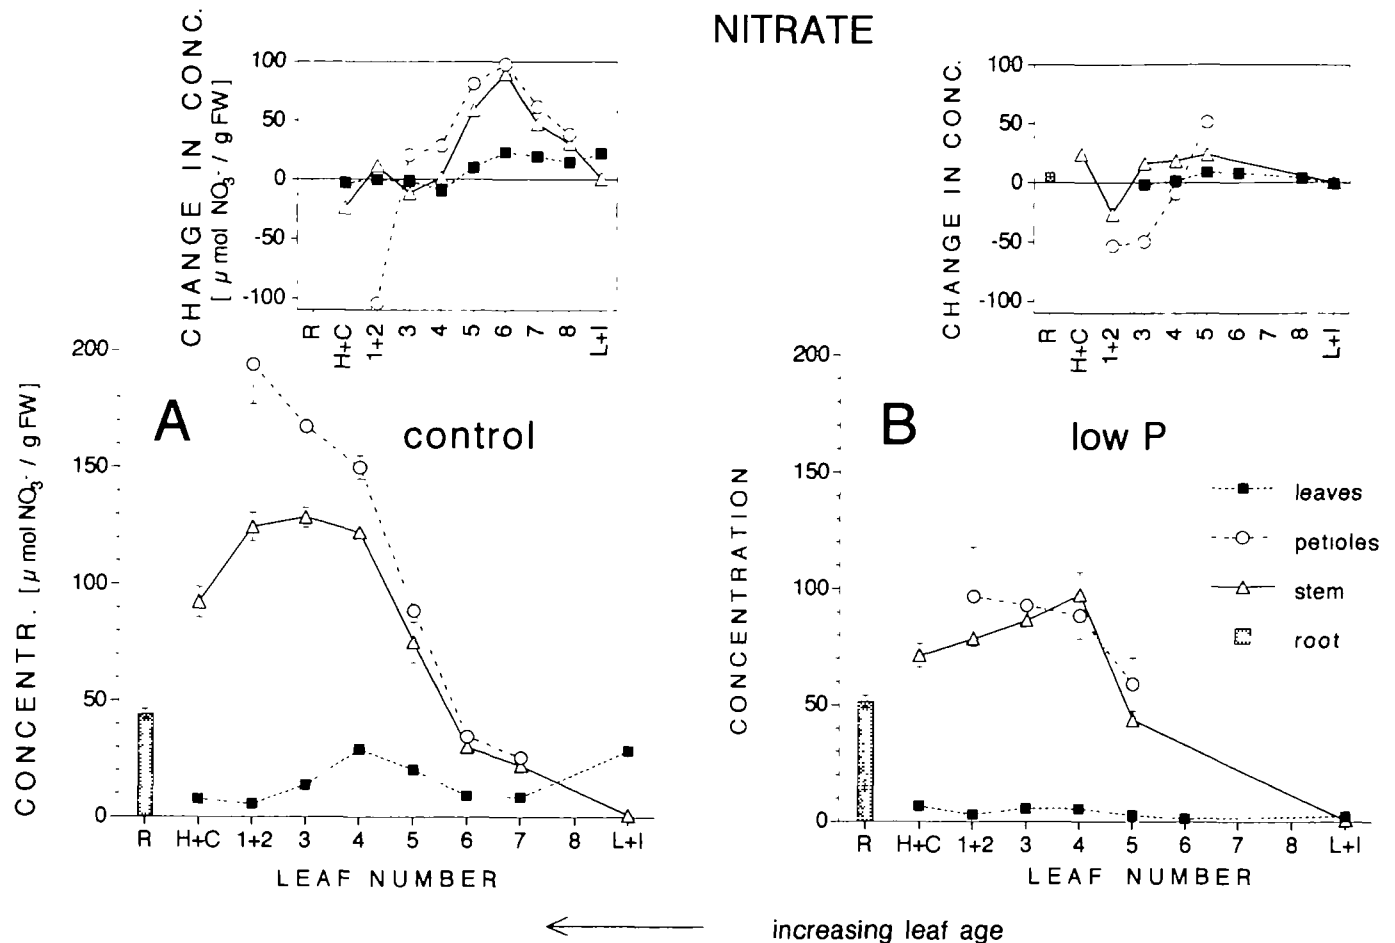 NITRATE
CHANGE IN CONC.
[ µmol NO3- / g FW ]
100
50
0
-50
-100
R
H+C
1+2
3
4
5
6
7
8
L+I
CHANGE IN CONC.
100
50
0
-50
-100
R
H+C
1+2
3
4
5
6
7
8
L+I
A
control
CONCENTR. [ µmol NO3- / g FW ]
200
150
100
50
0
R H+C 1+2 3 4 5 6 7 8 L+I
LEAF NUMBER
B
low P
CONCENTRATION
200
150
100
50
0
leaves
petioles
stem
root
R H+C 1+2 3 4 5 6 7 8 L+I
LEAF NUMBER
increasing leaf age